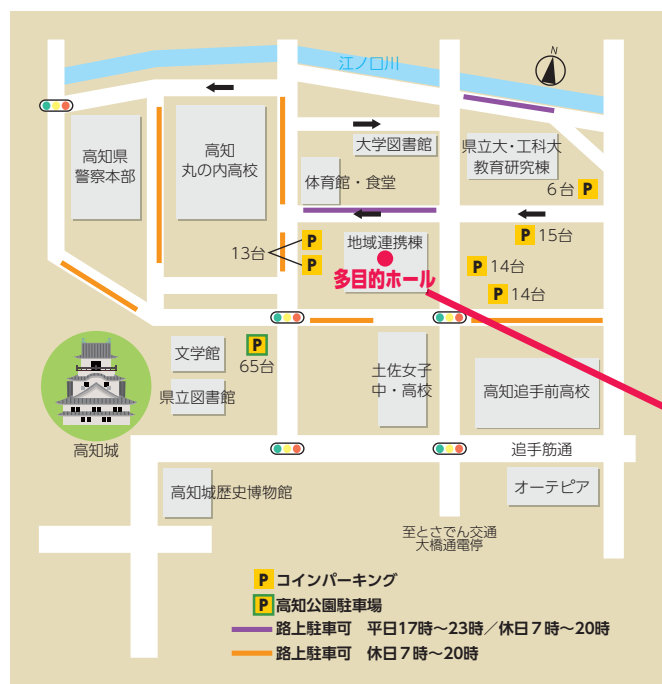 江ノ口川
N
高知県
警察本部
高知
丸の内高校
大学図書館
県立大・工科大
教育研究棟
体育館・食堂
6台 P
P
P
13台
地域連携棟
多目的ホール
P 15台
P 14台
P 14台
文学館
P
65台
県立図書館
土佐女子
中・高校
高知追手前高校
高知城
追手筋通
高知城歴史博物館
オーテピア
至とさでん交通
大橋通電停
P コインパーキング
P 高知公園駐車場
路上駐車可 平日17時〜23時／休日7時〜20時
路上駐車可 休日7時〜20時